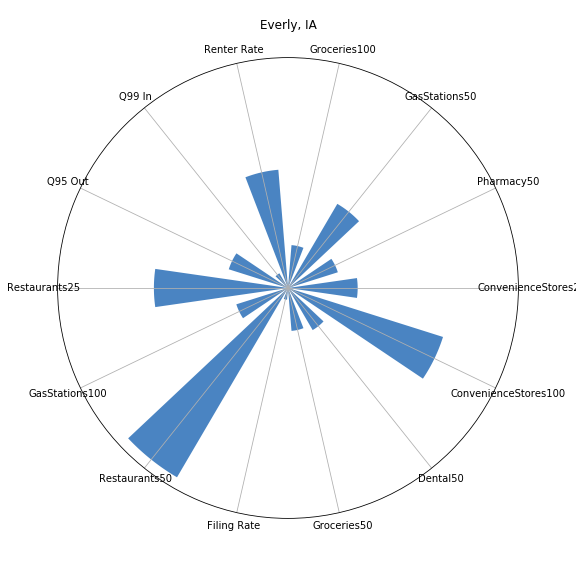 Everly, IA
Renter Rate
Groceries100
Q99 In
GasStations50
Q95 Out
Pharmacy50
Restaurants25
ConvenienceStores2
GasStations100
ConvenienceStores100
Restaurants50
Dental50
Filing Rate
Groceries50